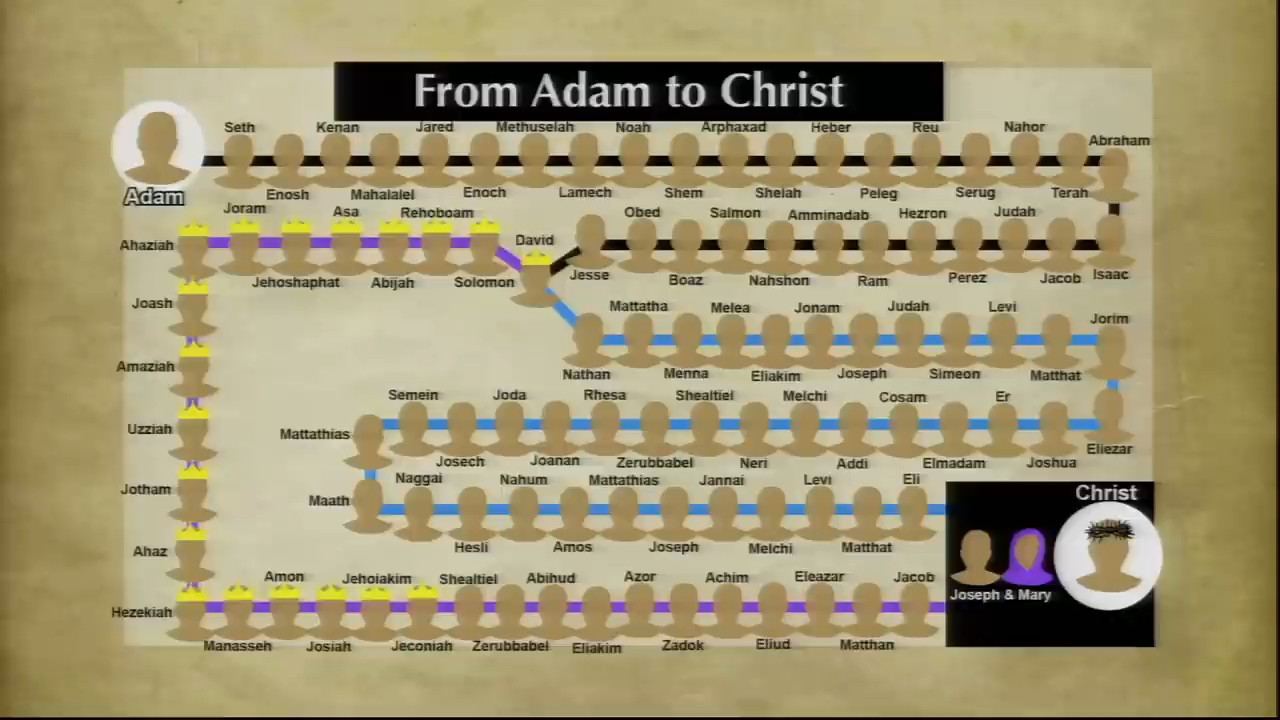 From Adam to Christ
Seth Kenan Jared Methuselah Noah Arphaxad Heber Reu Nahor Abraham
Adam Enosh Mahalalel Enoch Lamech Shem Shelah Peleg Serug Terah
Joram Asa Rehoboam Obed Salmon Amminadab Hezron Judah
Ahaziah David
Jehoshaphat Abijah Solomon Jesse Boaz Nahshon Ram Perez Jacob Isaac
Joash Mattatha Melea Jonam Judah Levi Jorim
Amaziah Nathan Menna Eliakim Joseph Simeon Matthat
Semein Joda Rhesa Shealtiel Melchi Cosam Er
Uzziah Mattathias
Josech Joanan Zerubbabel Neri Addi Elmadam Joshua Eliezar
Naggai Nahum Mattathias Jannai Levi Eli
Jotham Maath Christ
Ahaz Hesli Amos Joseph Melchi Matthat
Amon Jehoiakim Shealtiel Abihud Azor Achim Eleazar Jacob
Joseph & Mary
Hezekiah
Manasseh Josiah Jeconiah Zerubbabel Eliakim Zadok Eliud Matthan